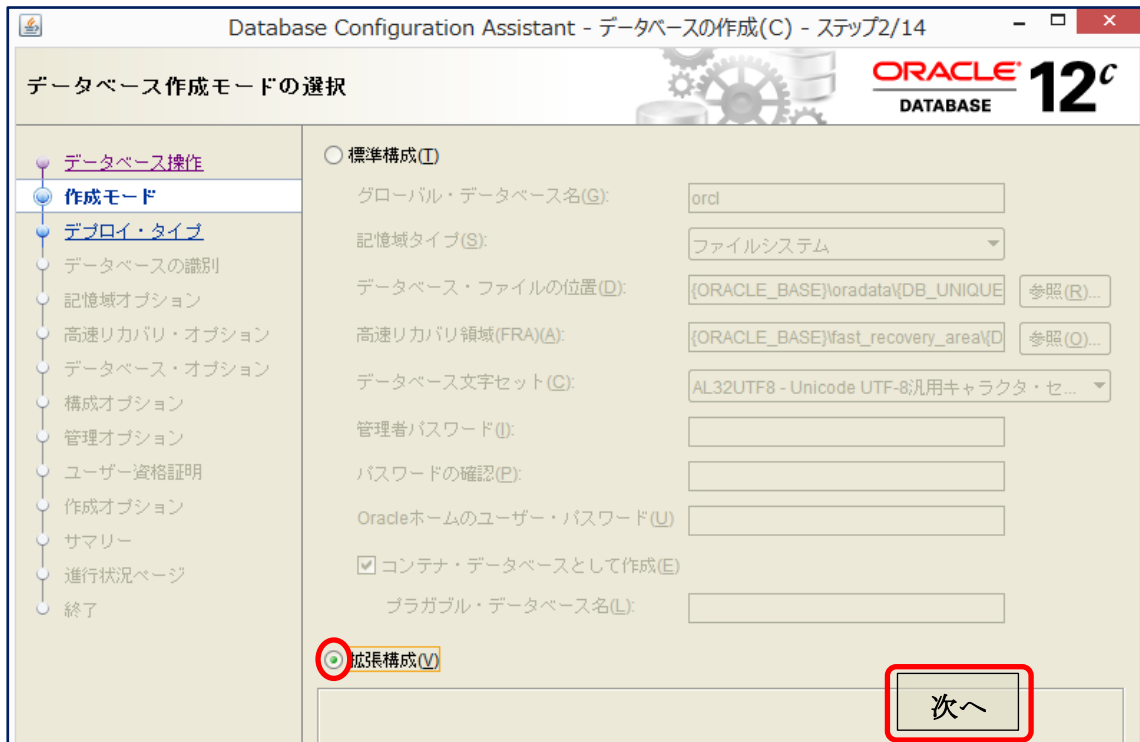 Database Configuration Assistant - データベースの作成(C) - ステップ2/14
データベース作成モードの選択
ORACLE
DATABASE
12c
データベース操作
作成モード
デプロイ・タイプ
データベースの識別
記憶域オプション
高速リカバリ・オプション
データベース・オプション
構成オプション
管理オプション
ユーザー資格証明
作成オプション
サマリー
進行状況ページ
終了
標準構成(T)
グローバル・データベース名(G): orcl
記憶域タイプ(S): ファイルシステム
データベース・ファイルの位置(D): {ORACLE_BASE}\oradata\{DB_UNIQUE 参照(R)...
高速リカバリ領域(FRA)(A): {ORACLE_BASE}\fast_recovery_area\{D 参照(O)...
データベース文字セット(C): AL32UTF8 - Unicode UTF-8汎用キャラクタ・セ...
管理者パスワード(I):
パスワードの確認(P):
Oracleホームのユーザー・パスワード(U)
コンテナ・データベースとして作成(E)
プラガブル・データベース名(L):
拡張構成(V)
次へ